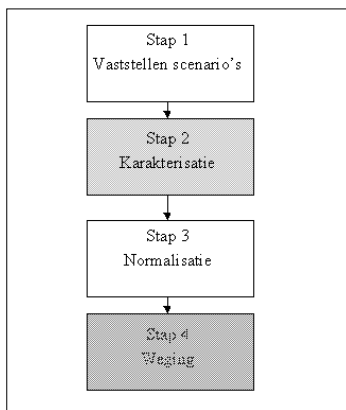 Stap 1
Vaststellen scenario's
Stap 2
Karakterisatie
Stap 3
Normalisatie
Stap 4
Weging